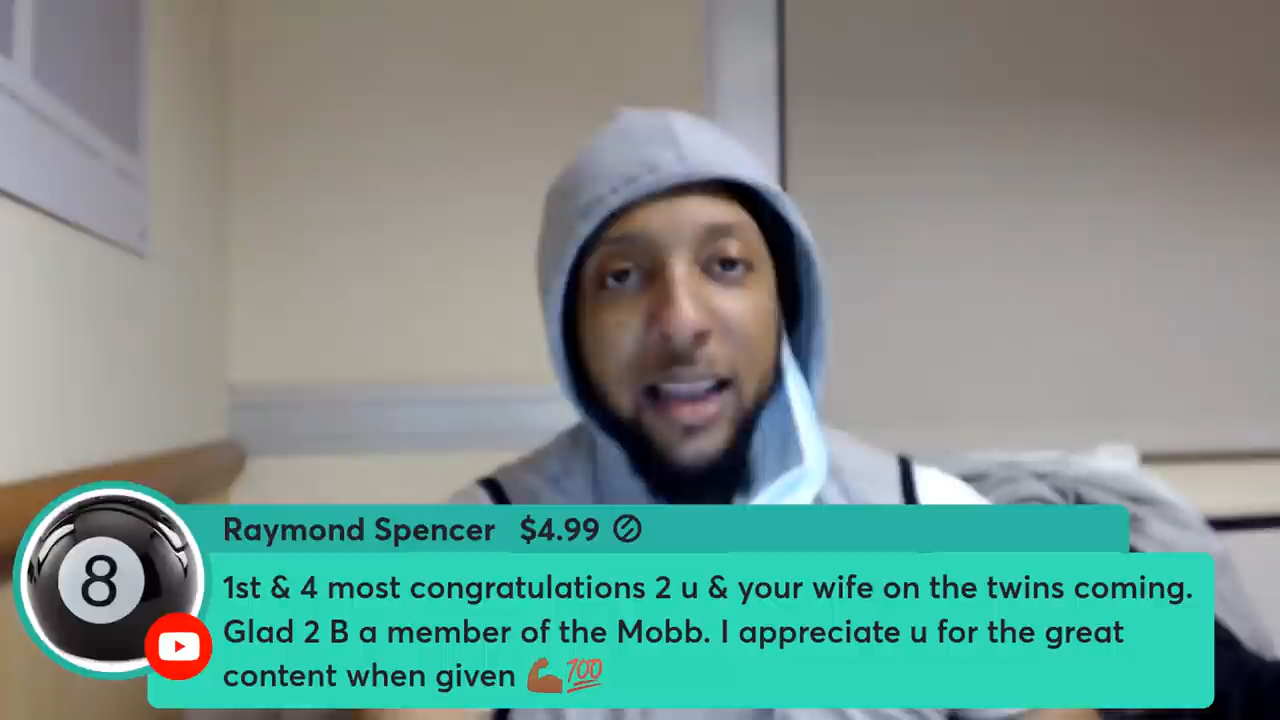 Raymond Spencer $4.99
8
1st & 4 most congratulations 2 u & your wife on the twins coming.
Glad 2 B a member of the Mobb. I appreciate u for the great
content when given 💪🏾💯